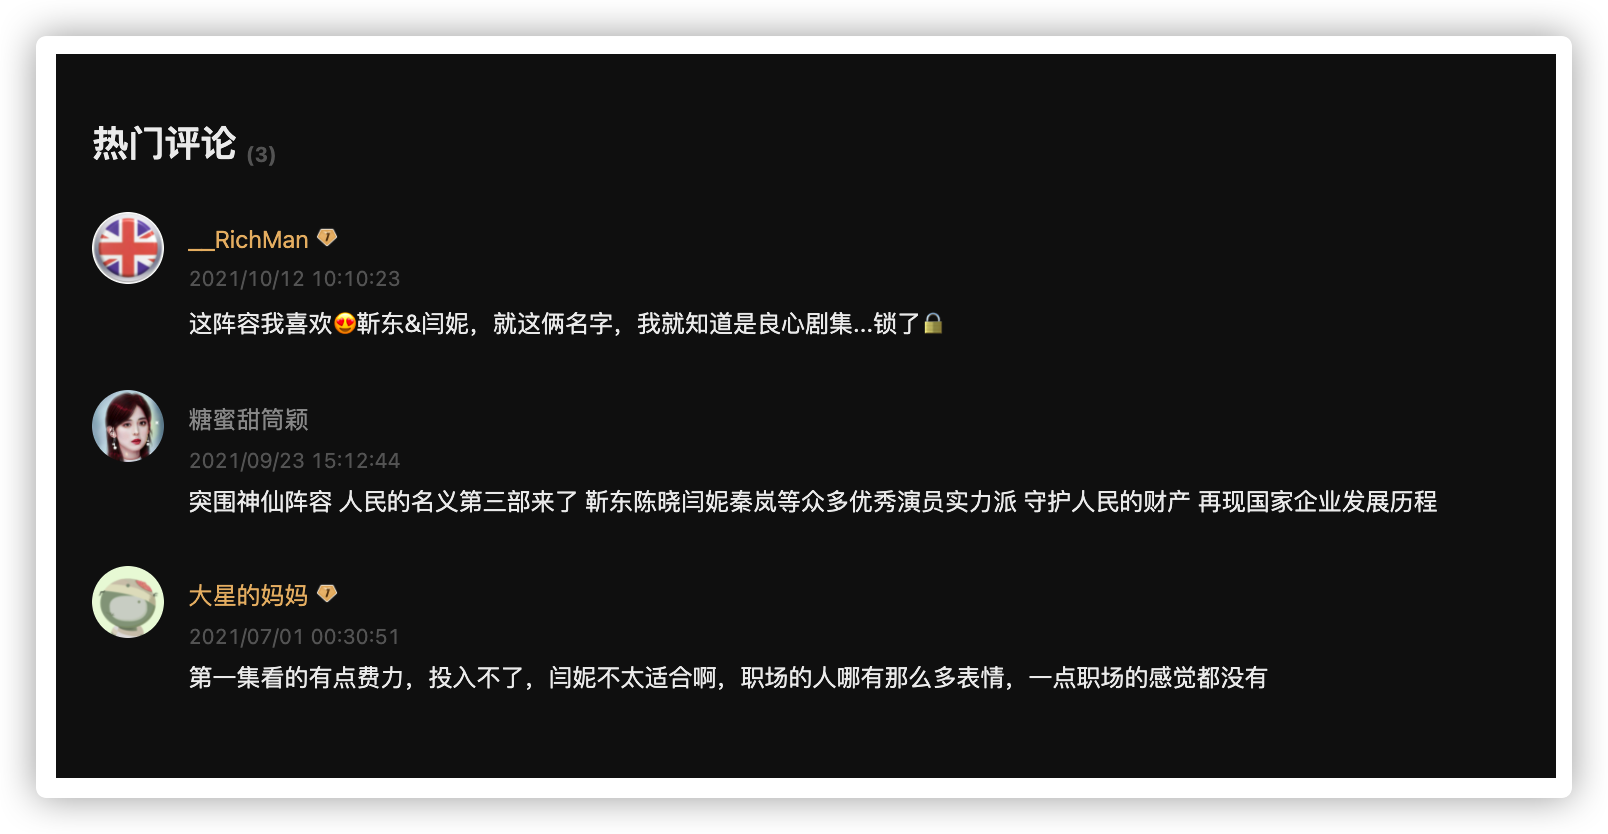 热门评论 (3)
__RichMan
2021/10/12 10:10:23
这阵容我喜欢😍靳东&闫妮，就这俩名字，我就知道是良心剧集...锁了🔒
糖蜜甜筒颖
2021/09/23 15:12:44
突围神仙阵容 人民的名义第三部来了 靳东陈晓闫妮秦岚等众多优秀演员实力派 守护人民的财产 再现国家企业发展历程
大星的妈妈
2021/07/01 00:30:51
第一集看的有点费力，投入不了，闫妮不太适合啊，职场的人哪有那么多表情，一点职场的感觉都没有